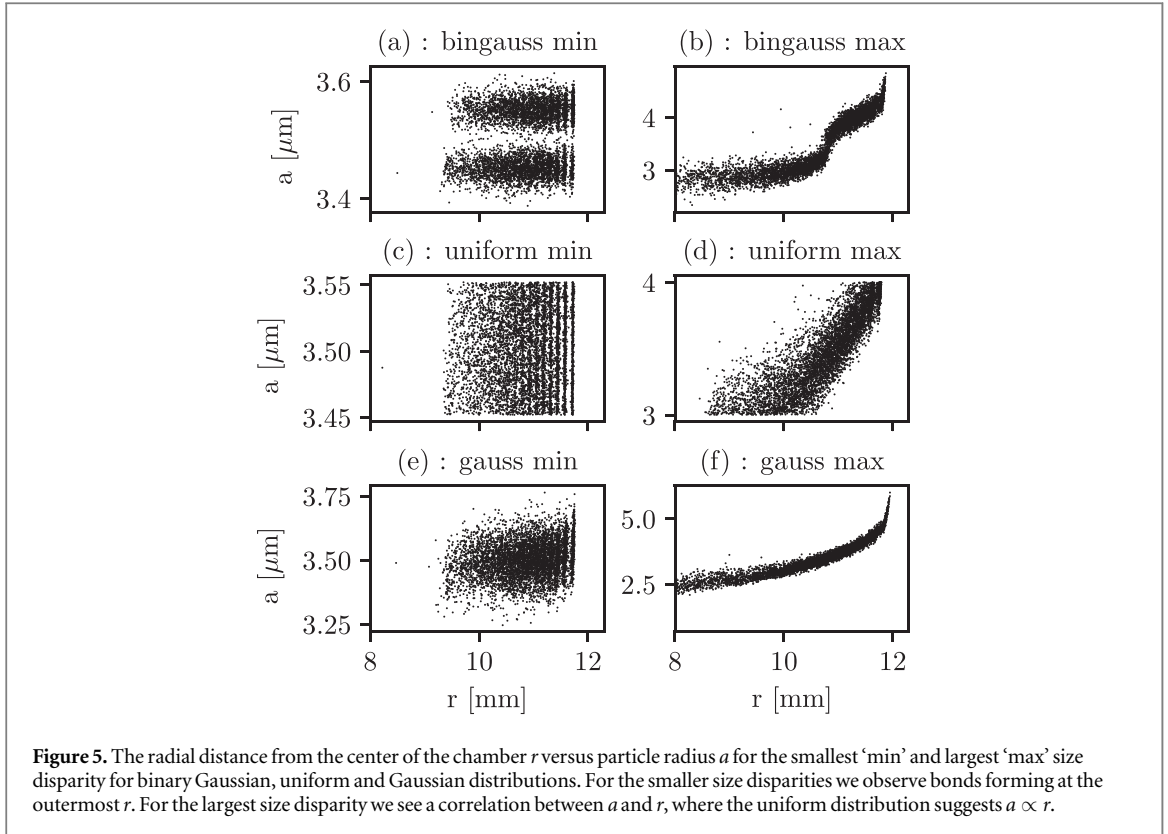 (a) : bingauss min
(b) : bingauss max
3.6
3.4
a [μm]
4
3
(c) : uniform min
(d) : uniform max
3.55
3.50
3.45
a [μm]
4
3
(e) : gauss min
(f) : gauss max
3.75
3.50
3.25
a [μm]
5.0
2.5
8 10 12
8 10 12
r [mm]
r [mm]
Figure 5. The radial distance from the center of the chamber r versus particle radius a for the smallest ‘min’ and largest ‘max’ size
disparity for binary Gaussian, uniform and Gaussian distributions. For the smaller size disparities we observe bonds forming at the
outermost r. For the largest size disparity we see a correlation between a and r, where the uniform distribution suggests a ∝ r.